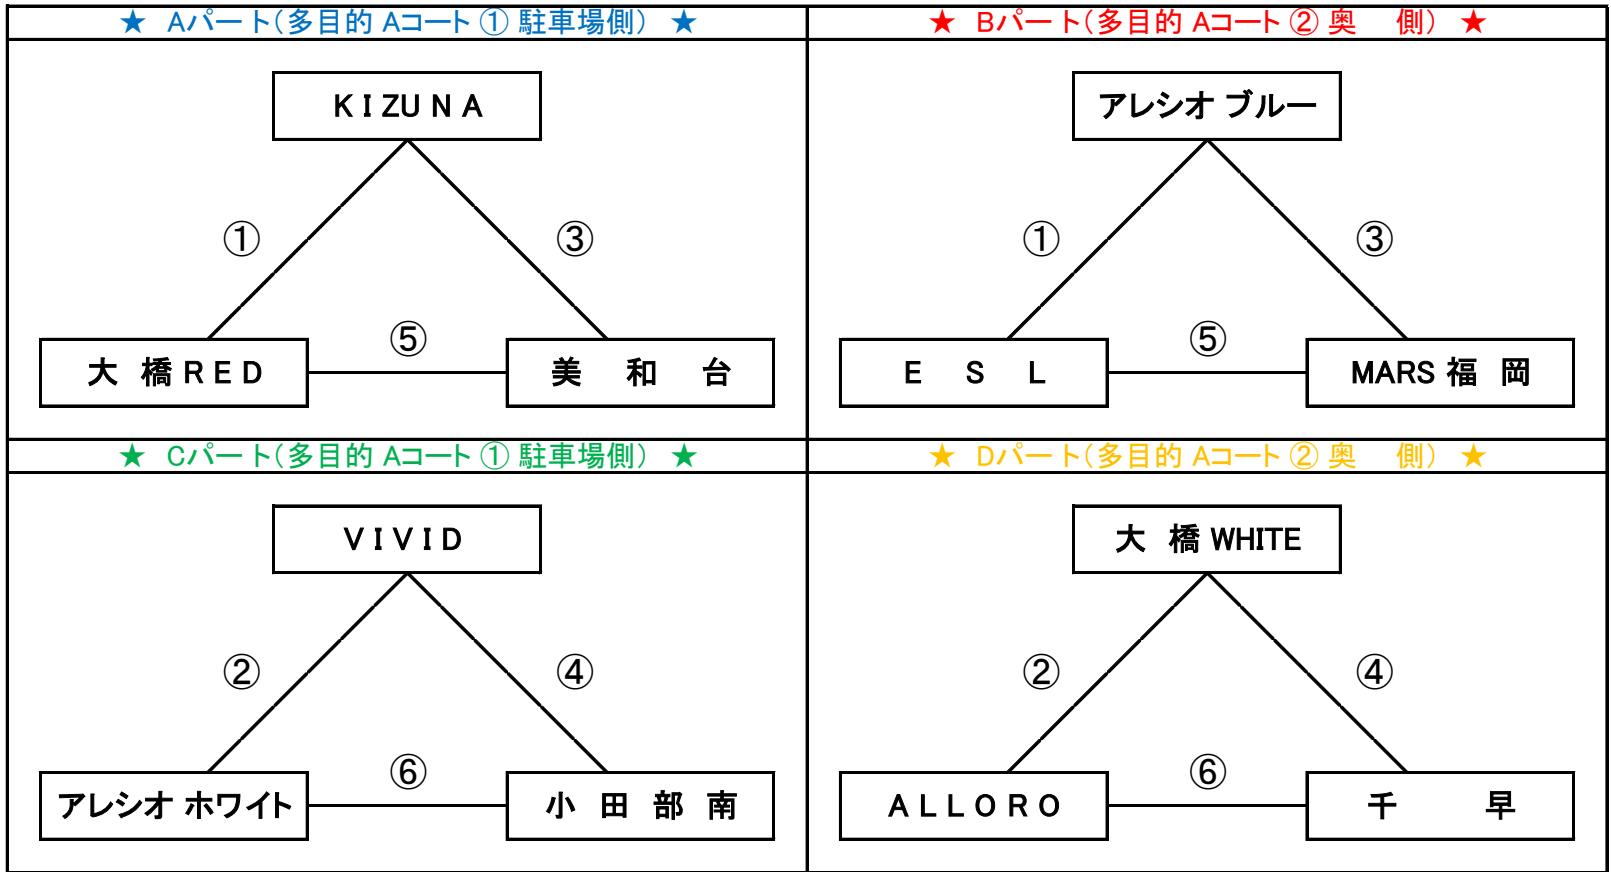 ★ Aパート(多目的 Aコート ① 駐車場側) ★
KIZUNA
①
③
大 橋 RED
⑤
美 和 台
★ Bパート(多目的 Aコート ② 奥 側) ★
アレシオ ブルー
①
③
E S L
⑤
MARS 福 岡
★ Cパート(多目的 Aコート ① 駐車場側) ★
VIVID
②
④
アレシオ ホワイト
⑥
小 田 部 南
★ Dパート(多目的 Aコート ② 奥 側) ★
大 橋 WHITE
②
④
ALLORO
⑥
千 早